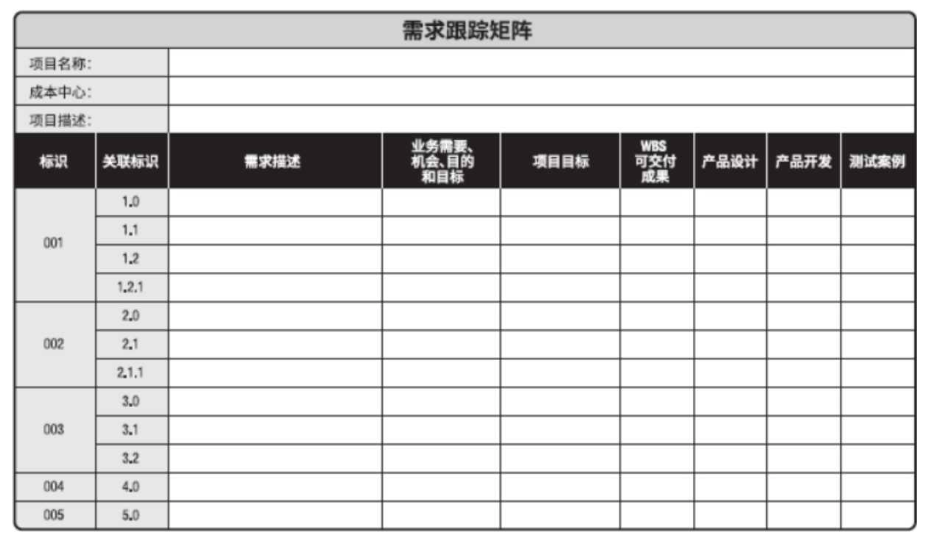 需求跟踪矩阵
项目名称：
成本中心：
项目描述：
标识 关联标识 需求描述 业务需要、机会、目的和目标 项目目标 WBS可交付成果 产品设计 产品开发 测试案例
001 1.0
1.1
1.2
1.2.1
002 2.0
2.1
2.1.1
003 3.0
3.1
3.2
004 4.0
005 5.0